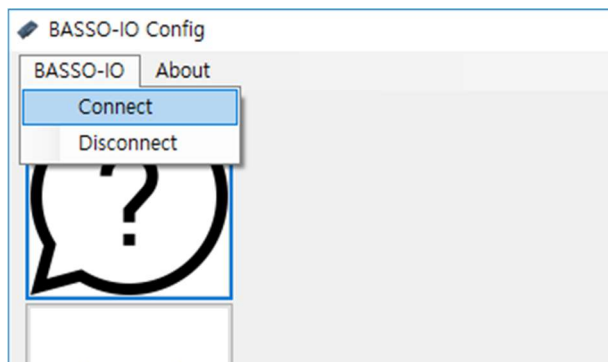 BASSO-IO Config
BASSO-IO About
Connect
Disconnect
?